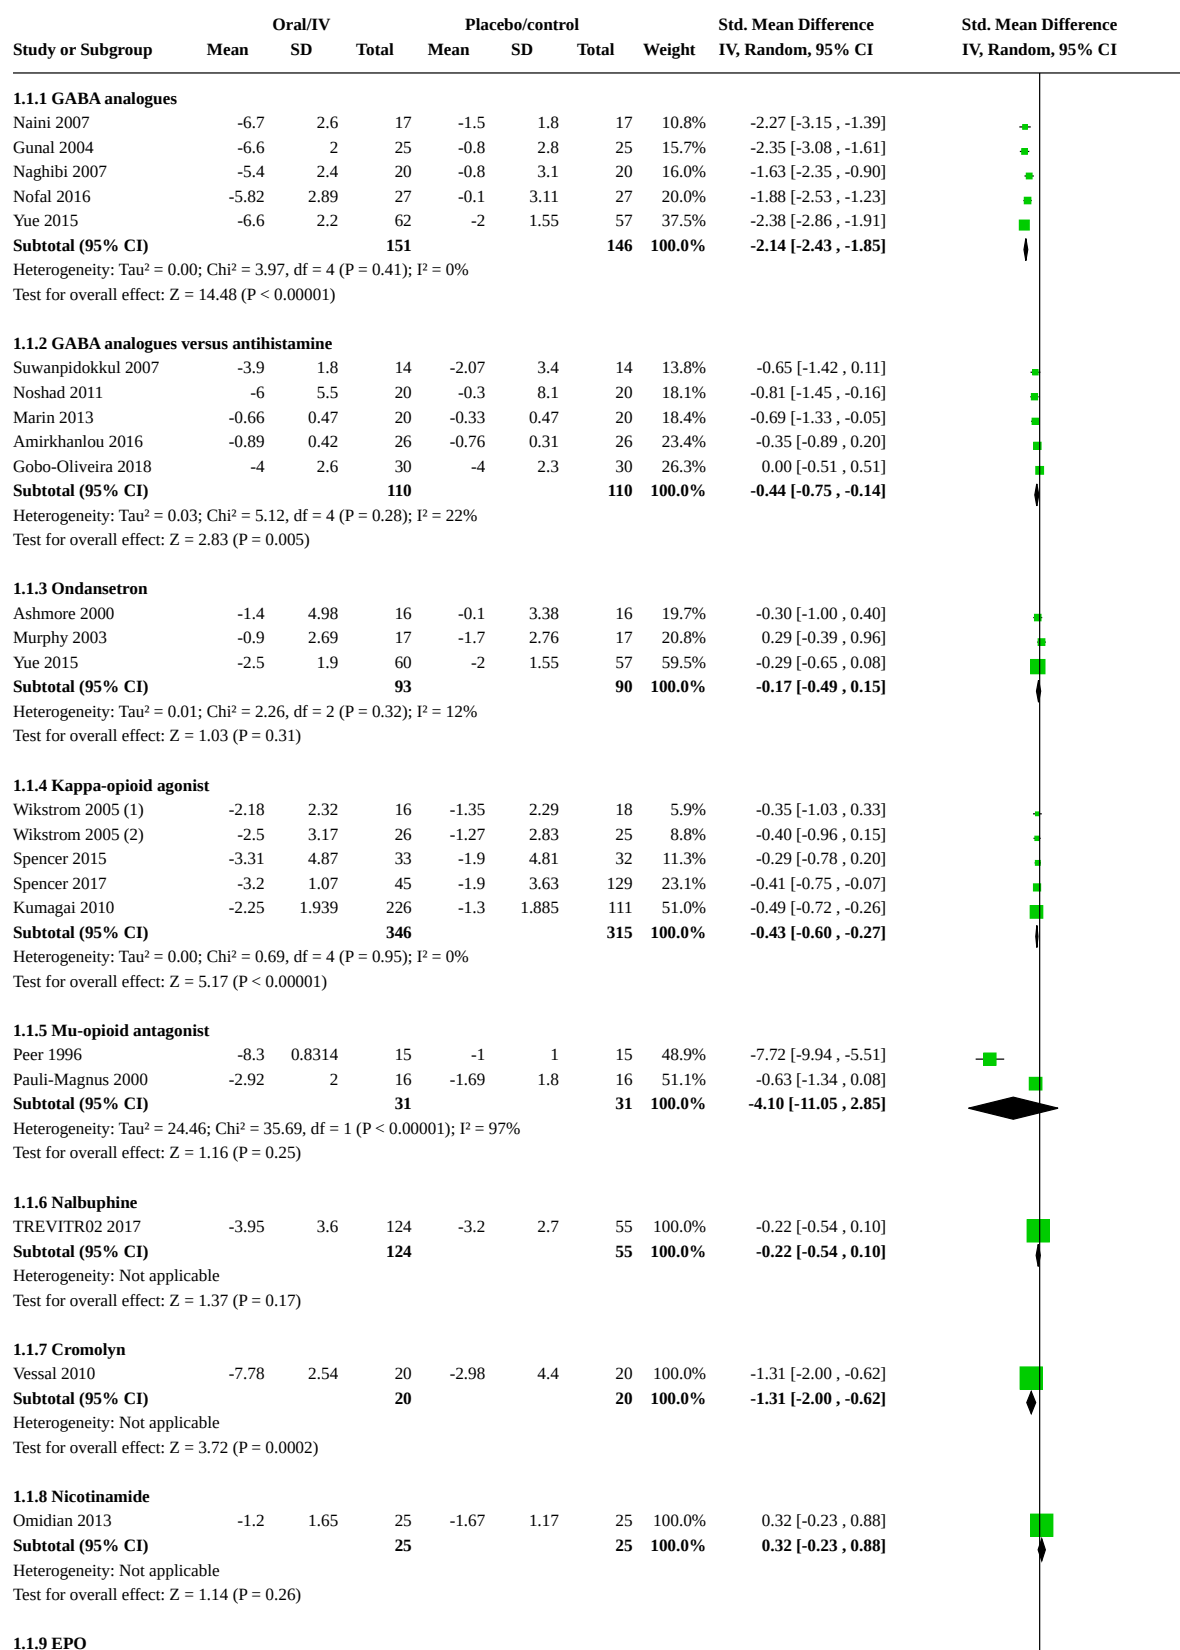 Oral/IV Placebo/control Std. Mean Difference Std. Mean Difference
Study or Subgroup Mean SD Total Mean SD Total Weight IV, Random, 95% CI IV, Random, 95% CI
1.1.1 GABA analogues
Naini 2007 -6.7 2.6 17 -1.5 1.8 17 10.8% -2.27 [-3.15 , -1.39]
Gunal 2004 -6.6 2 25 -0.8 2.8 25 15.7% -2.35 [-3.08 , -1.61]
Naghibi 2007 -5.4 2.4 20 -0.8 3.1 20 16.0% -1.63 [-2.35 , -0.90]
Nofal 2016 -5.82 2.89 27 -0.1 3.11 27 20.0% -1.88 [-2.53 , -1.23]
Yue 2015 -6.6 2.2 62 -2 1.55 57 37.5% -2.38 [-2.86 , -1.91]
Subtotal (95% CI) 151 146 100.0% -2.14 [-2.43 , -1.85]
Heterogeneity: Tau² = 0.00; Chi² = 3.97, df = 4 (P = 0.41); I² = 0%
Test for overall effect: Z = 14.48 (P < 0.00001)
1.1.2 GABA analogues versus antihistamine
Suwanpidokkul 2007 -3.9 1.8 14 -2.07 3.4 14 13.8% -0.65 [-1.42 , 0.11]
Noshad 2011 -6 5.5 20 -0.3 8.1 20 18.1% -0.81 [-1.45 , -0.16]
Marin 2013 -0.66 0.47 20 -0.33 0.47 20 18.4% -0.69 [-1.33 , -0.05]
Amirkhanlou 2016 -0.89 0.42 26 -0.76 0.31 26 23.4% -0.35 [-0.89 , 0.20]
Gobo-Oliveira 2018 -4 2.6 30 -4 2.3 30 26.3% 0.00 [-0.51 , 0.51]
Subtotal (95% CI) 110 110 100.0% -0.44 [-0.75 , -0.14]
Heterogeneity: Tau² = 0.03; Chi² = 5.12, df = 4 (P = 0.28); I² = 22%
Test for overall effect: Z = 2.83 (P = 0.005)
1.1.3 Ondansetron
Ashmore 2000 -1.4 4.98 16 -0.1 3.38 16 19.7% -0.30 [-1.00 , 0.40]
Murphy 2003 -0.9 2.69 17 -1.7 2.76 17 20.8% 0.29 [-0.39 , 0.96]
Yue 2015 -2.5 1.9 60 -2 1.55 57 59.5% -0.29 [-0.65 , 0.08]
Subtotal (95% CI) 93 90 100.0% -0.17 [-0.49 , 0.15]
Heterogeneity: Tau² = 0.01; Chi² = 2.26, df = 2 (P = 0.32); I² = 12%
Test for overall effect: Z = 1.03 (P = 0.31)
1.1.4 Kappa-opioid agonist
Wikstrom 2005 (1) -2.18 2.32 16 -1.35 2.29 18 5.9% -0.35 [-1.03 , 0.33]
Wikstrom 2005 (2) -2.5 3.17 26 -1.27 2.83 25 8.8% -0.40 [-0.96 , 0.15]
Spencer 2015 -3.31 4.87 33 -1.9 4.81 32 11.3% -0.29 [-0.78 , 0.20]
Spencer 2017 -3.2 1.07 45 -1.9 3.63 129 23.1% -0.41 [-0.75 , -0.07]
Kumagai 2010 -2.25 1.939 226 -1.3 1.885 111 51.0% -0.49 [-0.72 , -0.26]
Subtotal (95% CI) 346 315 100.0% -0.43 [-0.60 , -0.27]
Heterogeneity: Tau² = 0.00; Chi² = 0.69, df = 4 (P = 0.95); I² = 0%
Test for overall effect: Z = 5.17 (P < 0.00001)
1.1.5 Mu-opioid antagonist
Peer 1996 -8.3 0.8314 15 -1 1 15 48.9% -7.72 [-9.94 , -5.51]
Pauli-Magnus 2000 -2.92 2 16 -1.69 1.8 16 51.1% -0.63 [-1.34 , 0.08]
Subtotal (95% CI) 31 31 100.0% -4.10 [-11.05 , 2.85]
Heterogeneity: Tau² = 24.46; Chi² = 35.69, df = 1 (P < 0.00001); I² = 97%
Test for overall effect: Z = 1.16 (P = 0.25)
1.1.6 Nalbuphine
TREVITR02 2017 -3.95 3.6 124 -3.2 2.7 55 100.0% -0.22 [-0.54 , 0.10]
Subtotal (95% CI) 124 55 100.0% -0.22 [-0.54 , 0.10]
Heterogeneity: Not applicable
Test for overall effect: Z = 1.37 (P = 0.17)
1.1.7 Cromolyn
Vessal 2010 -7.78 2.54 20 -2.98 4.4 20 100.0% -1.31 [-2.00 , -0.62]
Subtotal (95% CI) 20 20 100.0% -1.31 [-2.00 , -0.62]
Heterogeneity: Not applicable
Test for overall effect: Z = 3.72 (P = 0.0002)
1.1.8 Nicotinamide
Omidian 2013 -1.2 1.65 25 -1.67 1.17 25 100.0% 0.32 [-0.23 , 0.88]
Subtotal (95% CI) 25 25 100.0% 0.32 [-0.23 , 0.88]
Heterogeneity: Not applicable
Test for overall effect: Z = 1.14 (P = 0.26)
1.1.9 EPO